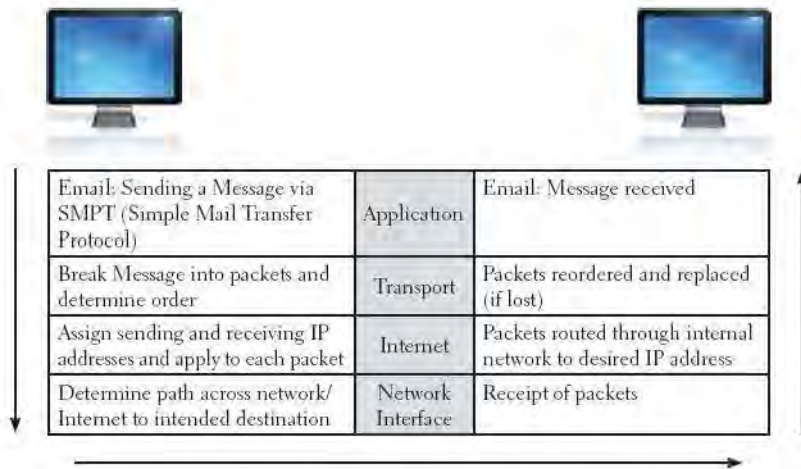 Email: Sending a Message via
SMPT (Simple Mail Transfer
Protocol)
Application
Email: Message received
Break Message into packets and
determine order
Transport
Packets reordered and replaced
(if lost)
Assign sending and receiving IP
addresses and apply to each packet
Internet
Packets routed through internal
network to desired IP address
Determine path across network/
Internet to intended destination
Network
Interface
Receipt of packets